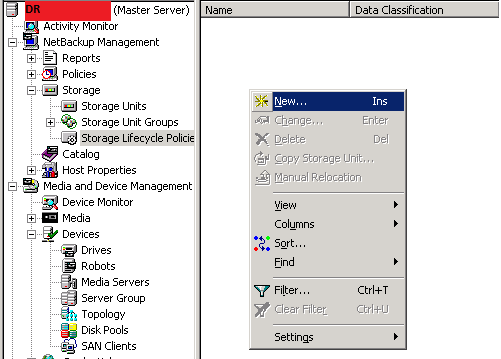 DR (Master Server)
Activity Monitor
NetBackup Management
Reports
Policies
Storage
Storage Units
Storage Unit Groups
Storage Lifecycle Policie
Catalog
Host Properties
Media and Device Management
Device Monitor
Media
Devices
Drives
Robots
Media Servers
Server Group
Topology
Disk Pools
SAN Clients
Name Data Classification
New... Ins
Change... Enter
Delete Del
Copy Storage Unit...
Manual Relocation
View
Columns
Sort...
Find
Filter... Ctrl+T
Clear Filter Ctrl+U
Settings